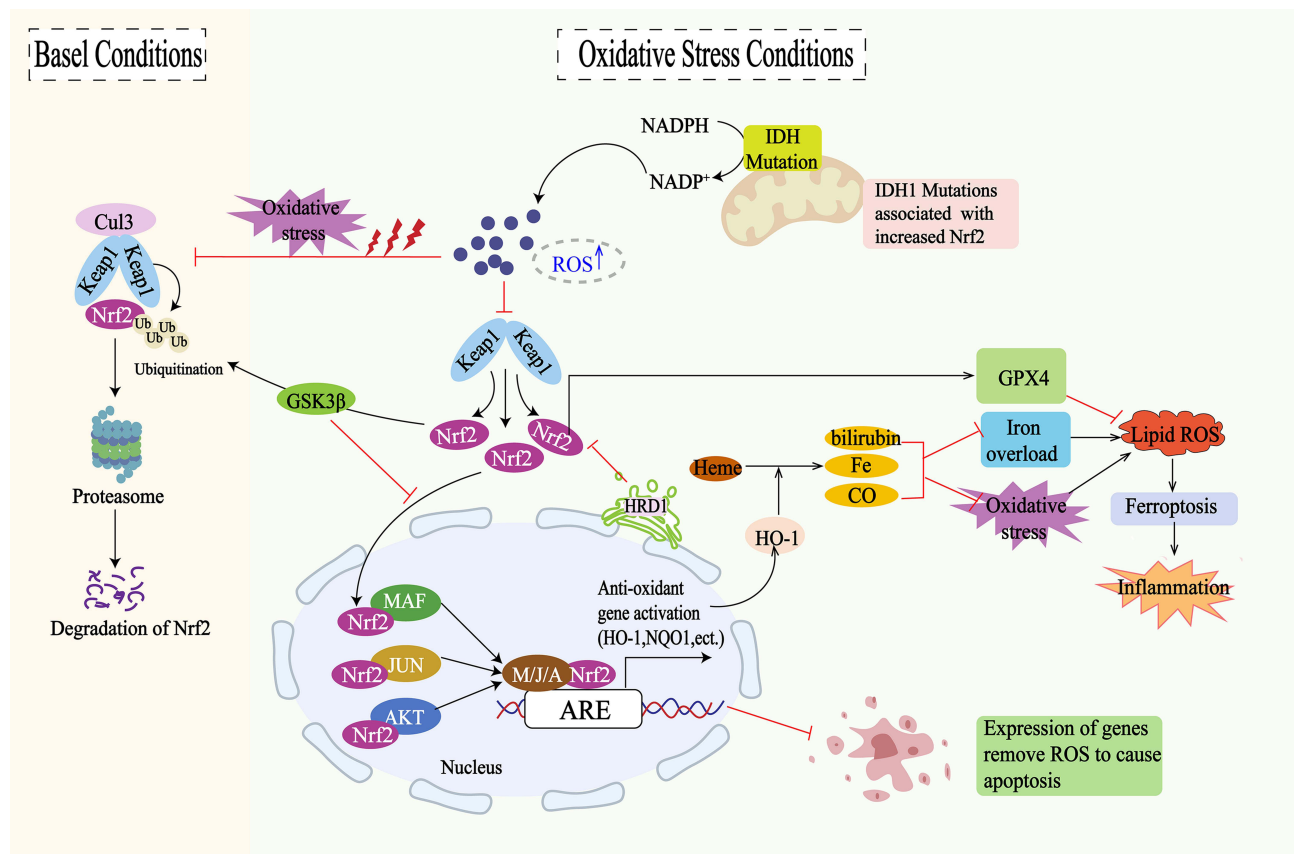 Basel Conditions
Oxidative Stress Conditions
NADPH
IDH
Mutation
NADP+
IDH1 Mutations
associated with
increased Nrf2
Oxidative
stress
ROS↑
Cul3
Keap1
Keap1
Nrf2
Ub
Ub
Ub
Ub
Ubiquitination
Proteasome
Degradation of Nrf2
GSK3β
Keap1
Keap1
Nrf2
Nrf2
Nrf2
HRD1
GPX4
Heme
bilirubin
Fe
CO
HO-1
Iron
overload
Oxidative
stress
Lipid ROS
Ferroptosis
Inflammation
MAF
Nrf2
JUN
Nrf2
AKT
Nrf2
M/J/A
Nrf2
ARE
Anti-oxidant
gene activation
(HO-1,NQO1,ect.)
Nucleus
Expression of genes
remove ROS to cause
apoptosis